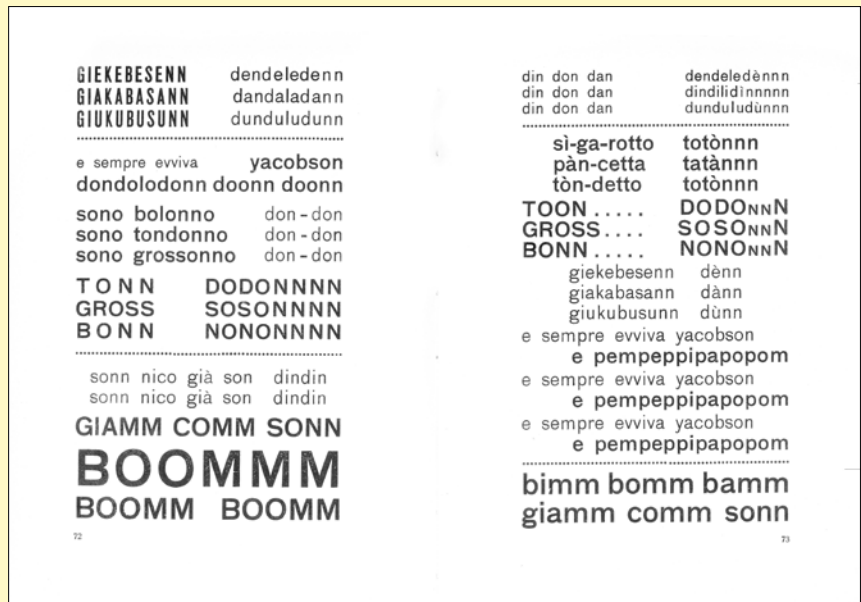 GIEKEBESENN dendeledenn
GIAKABASANN dandaladann
GIUKUBUSUNN dunduludunn
e sempre evviva yacobson
dondolodonn doonn doonn
sono bolonno don-don
sono tondonno don-don
sono grossonno don-don
TONN DODONNNN
GROSS SOSONNNN
BONN NONONNNN
sonn nico già son dindin
sonn nico già son dindin
GIAMM COMM SONN
BOOMMM
BOOMM BOOMM
72
din don dan dendeledènnn
din don dan dindilidìnnnnn
din don dan dunduludùnnn
sì-ga-rotto totònnn
pàn-cetta tatànnn
tòn-detto totònnn
TOON ..... DODONNN
GROSS .... SOSONNN
BONN ..... NONONNN
giekebesenn dènn
giakabasann dànn
giukubusunn dùnn
e sempre evviva yacobson
e pempeppipapopom
e sempre evviva yacobson
e pempeppipapopom
e sempre evviva yacobson
e pempeppipapopom
bimm bomm bamm
giamm comm sonn
73